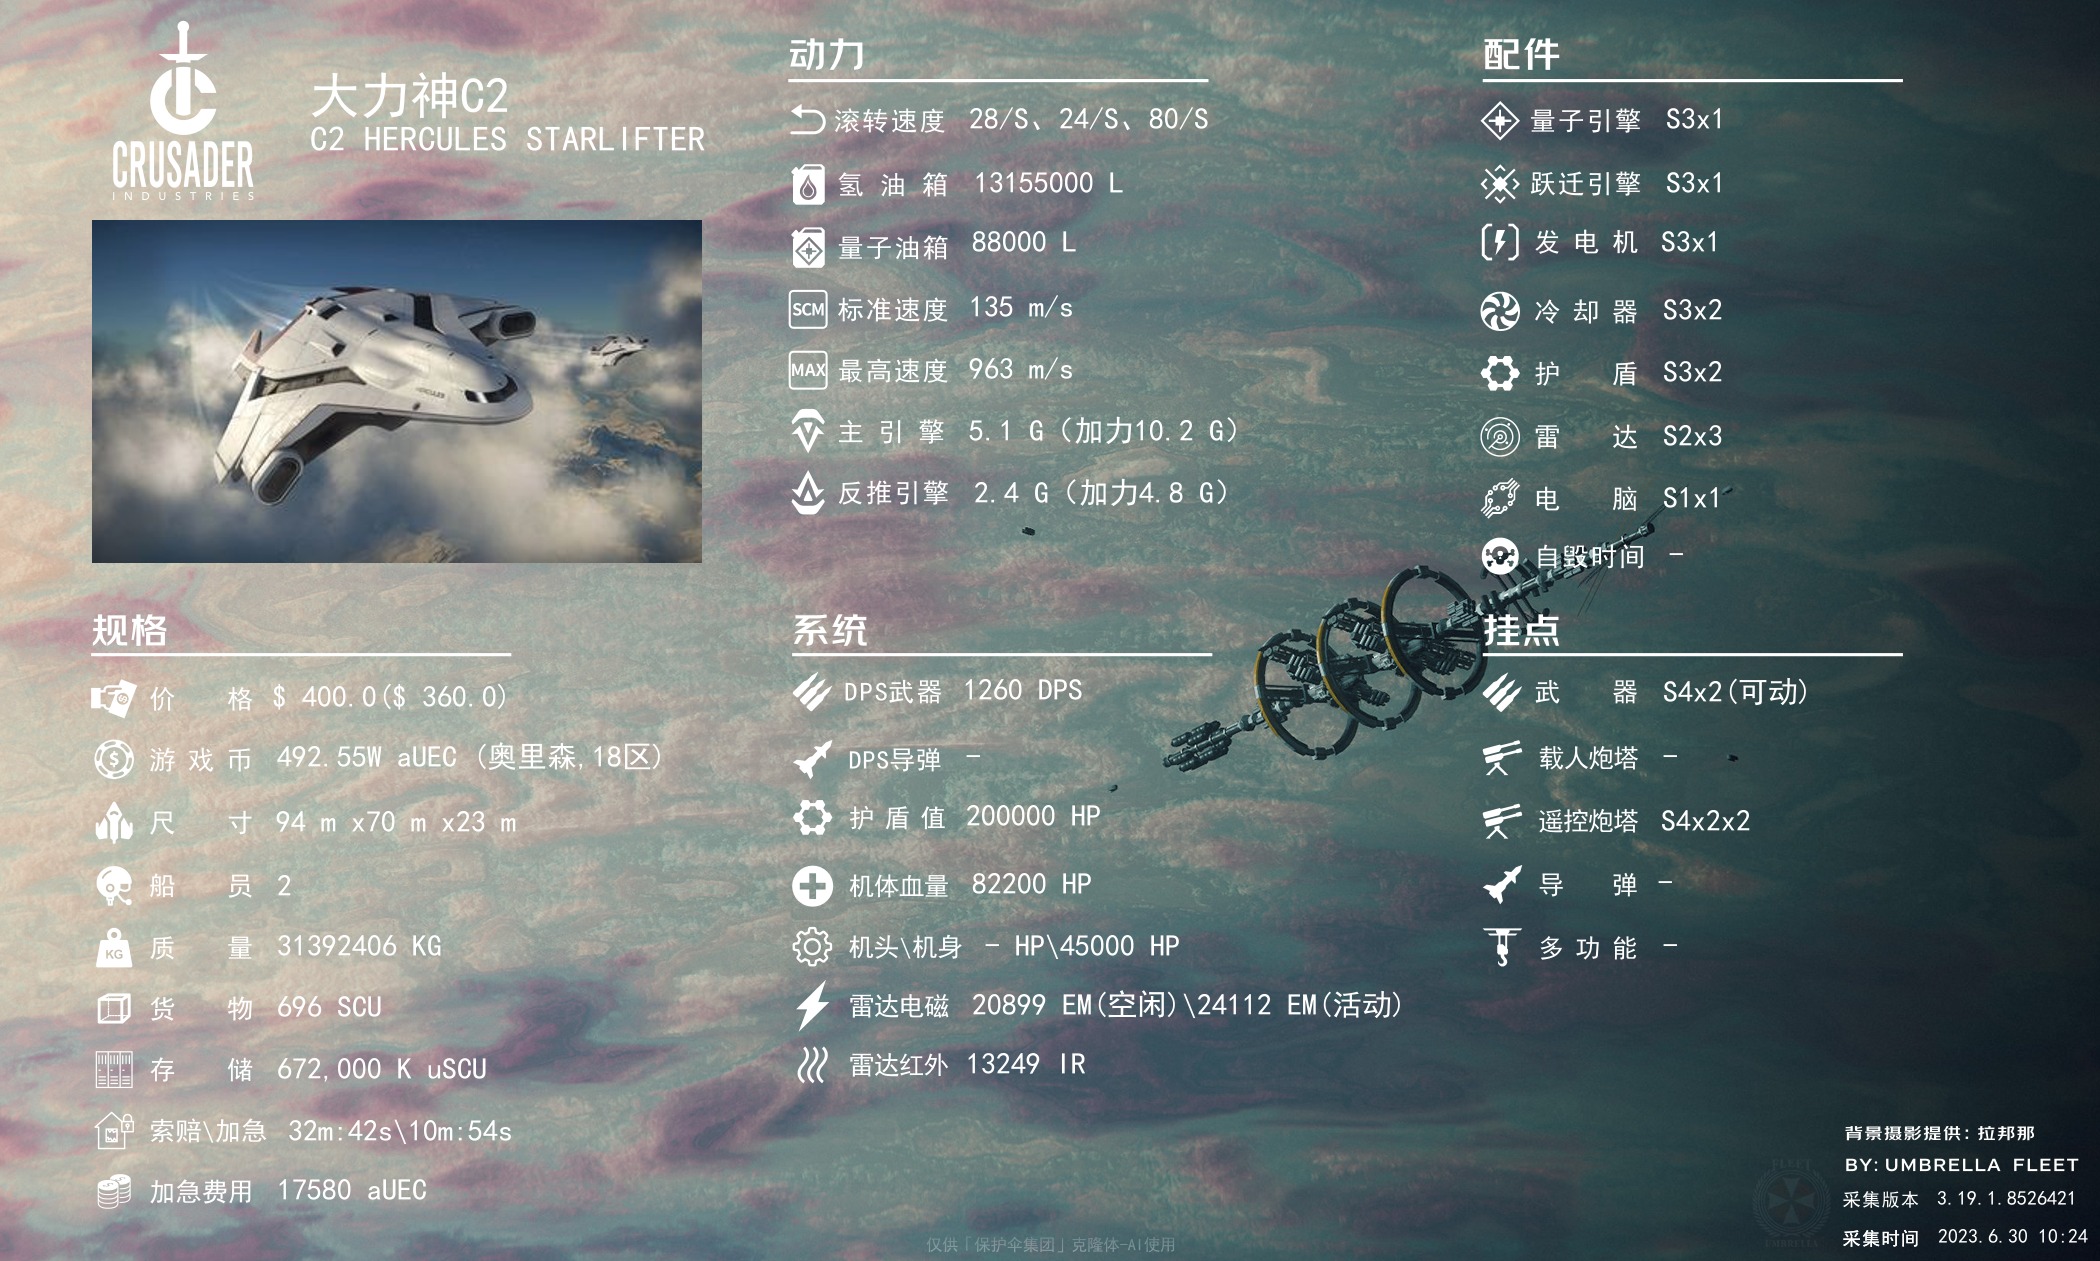 CRUSADER
INDUSTRIES
大力神C2
C2 HERCULES STARLIFTER
HERCULES
规格
价格 $ 400.0($ 360.0)
游戏币 492.55W aUEC (奥里森,18区)
尺寸 94 m x70 m x23 m
船员 2
KG 质量 31392406 KG
货物 696 SCU
存储 672,000 K uSCU
索赔\加急 32m:42s\10m:54s
加急费用 17580 aUEC
动力
滚转速度 28/S、24/S、80/S
氢油箱 13155000 L
量子油箱 88000 L
SCM 标准速度 135 m/s
MAX 最高速度 963 m/s
主引擎 5.1 G（加力10.2 G）
反推引擎 2.4 G（加力4.8 G）
系统
DPS武器 1260 DPS
DPS导弹 -
护盾值 200000 HP
机体血量 82200 HP
机头\机身 - HP\45000 HP
雷达电磁 20899 EM(空闲)\24112 EM(活动)
雷达红外 13249 IR
配件
量子引擎 S3x1
跃迁引擎 S3x1
发电机 S3x1
冷却器 S3x2
护盾 S3x2
雷达 S2x3
电脑 S1x1
自毁时间 -
挂点
武器 S4x2(可动)
载人炮塔 -
遥控炮塔 S4x2x2
导弹 -
多功能 -
背景摄影提供：拉邦那
BY: UMBRELLA FLEET
采集版本 3.19.1.8526421
采集时间 2023.6.30 10:24
FLEET
UMBRELLA
仅供「保护伞集团」克隆体-AI使用